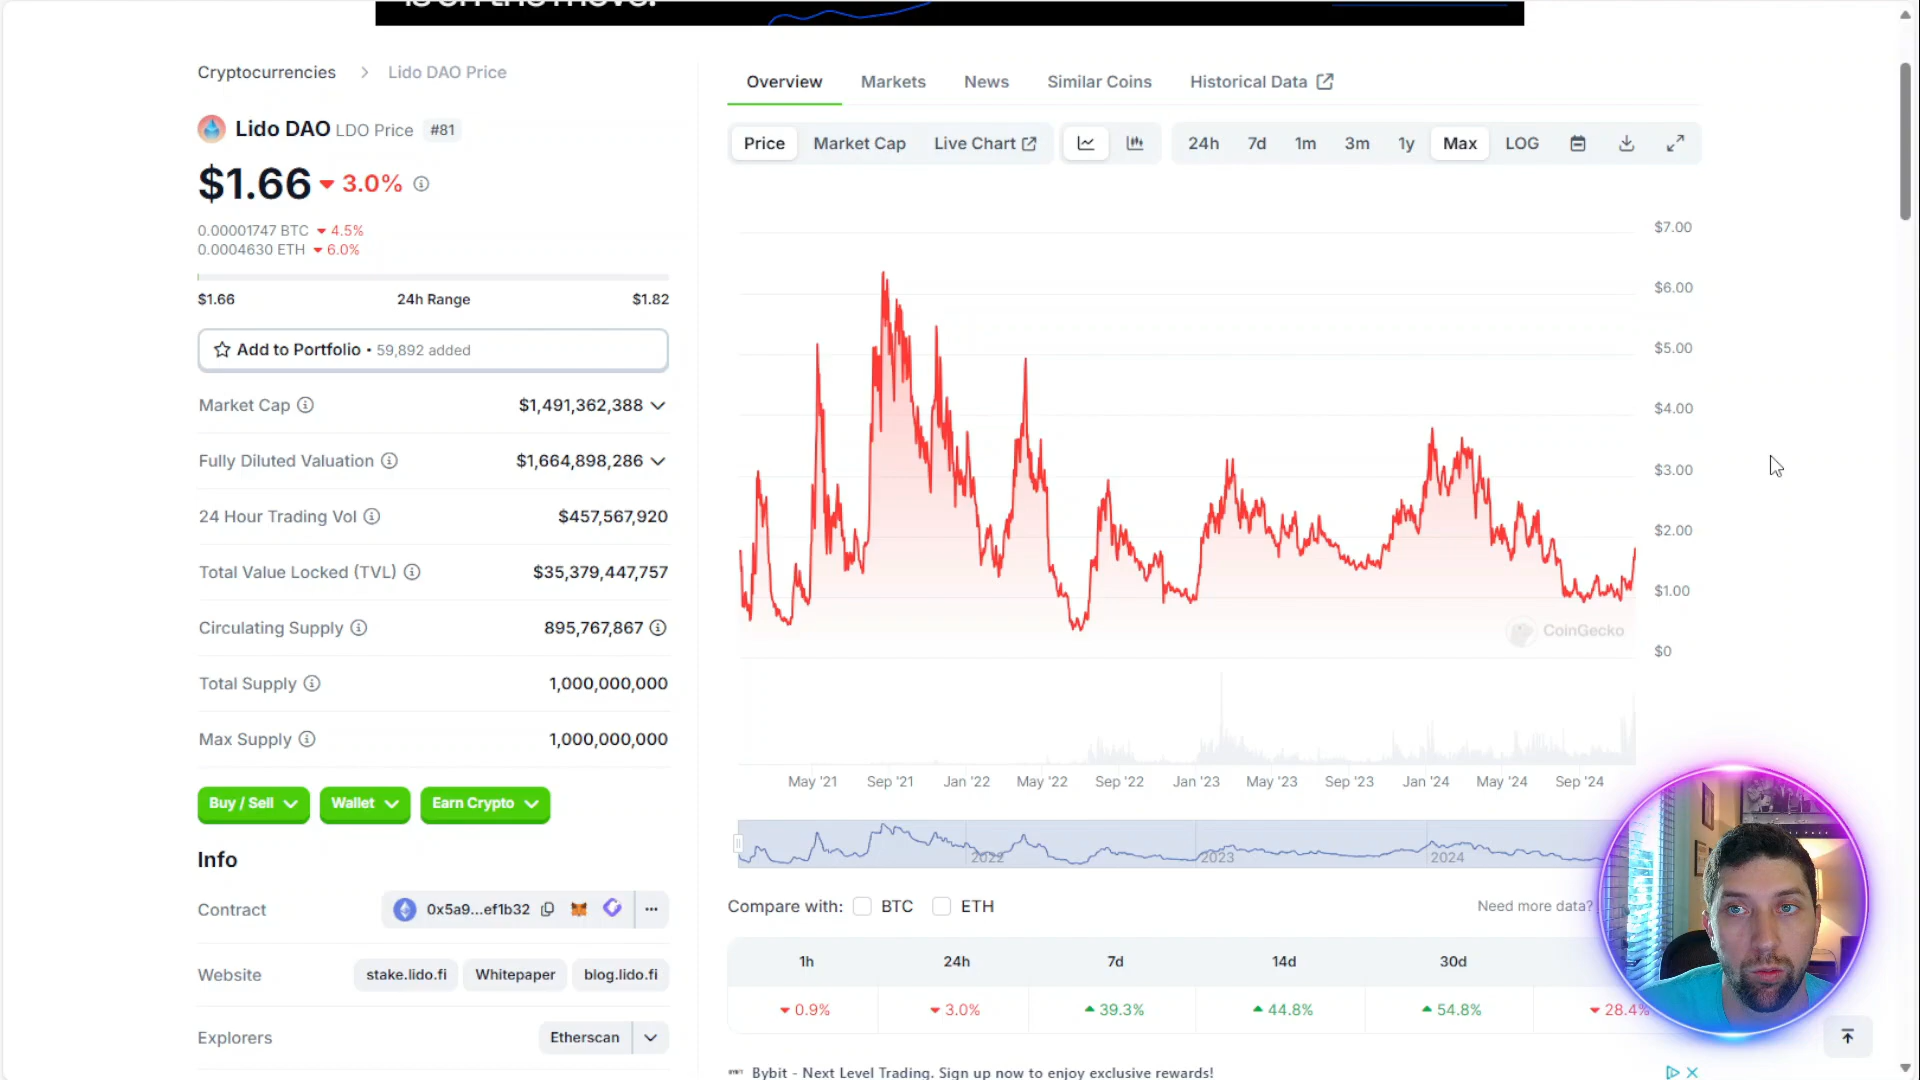 Cryptocurrencies > Lido DAO Price
Lido DAO LDO Price #81
$1.66 3.0%
0.00001747 BTC 4.5%
0.0004630 ETH 6.0%
$1.66 24h Range $1.82
Add to Portfolio • 59,892 added
Market Cap $1,491,362,388
Fully Diluted Valuation $1,664,898,286
24 Hour Trading Vol $457,567,920
Total Value Locked (TVL) $35,379,447,757
Circulating Supply 895,767,867
Total Supply 1,000,000,000
Max Supply 1,000,000,000
Buy / Sell Wallet Earn Crypto
Info
Contract 0x5a9...ef1b32
Website stake.lido.fi Whitepaper blog.lido.fi
Explorers Etherscan
Overview Markets News Similar Coins Historical Data
Price Market Cap Live Chart 24h 7d 1m 3m 1y Max LOG
$7.00
$6.00
$5.00
$4.00
$3.00
$2.00
$1.00
$0
CoinGecko
May '21 Sep '21 Jan '22 May '22 Sep '22 Jan '23 May '23 Sep '23 Jan '24 May '24 Sep '24
2022 2023 2024
Compare with: BTC ETH Need more data?
1h 24h 7d 14d 30d
0.9% 3.0% 39.3% 44.8% 54.8% 28.4%
Bybit - Next Level Trading. Sign up now to enjoy exclusive rewards!